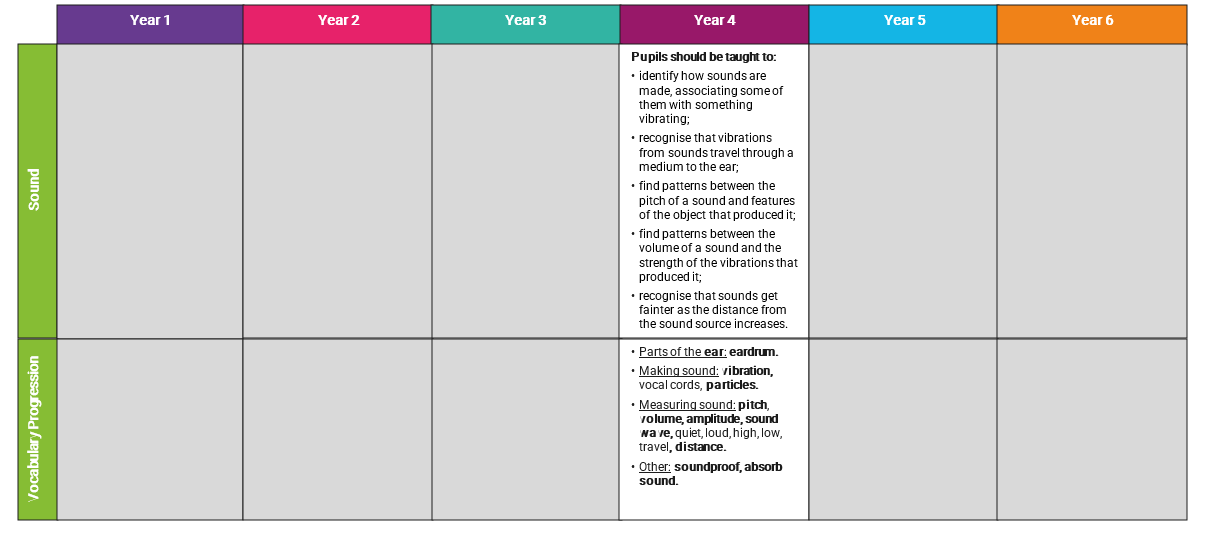 Year 1
Year 2
Year 3
Year 4
Year 5
Year 6
Sound
Pupils should be taught to:
• identify how sounds are
made, associating some of
them with something
vibrating;
• recognise that vibrations
from sounds travel through a
medium to the ear;
• find patterns between the
pitch of a sound and features
of the object that produced it;
• find patterns between the
volume of a sound and the
strength of the vibrations that
produced it;
• recognise that sounds get
fainter as the distance from
the sound source increases.
Vocabulary Progression
• Parts of the ear: eardrum.
• Making sound: vibration,
vocal cords, particles.
• Measuring sound: pitch,
volume, amplitude, sound
wave, quiet, loud, high, low,
travel, distance.
• Other: soundproof, absorb
sound.